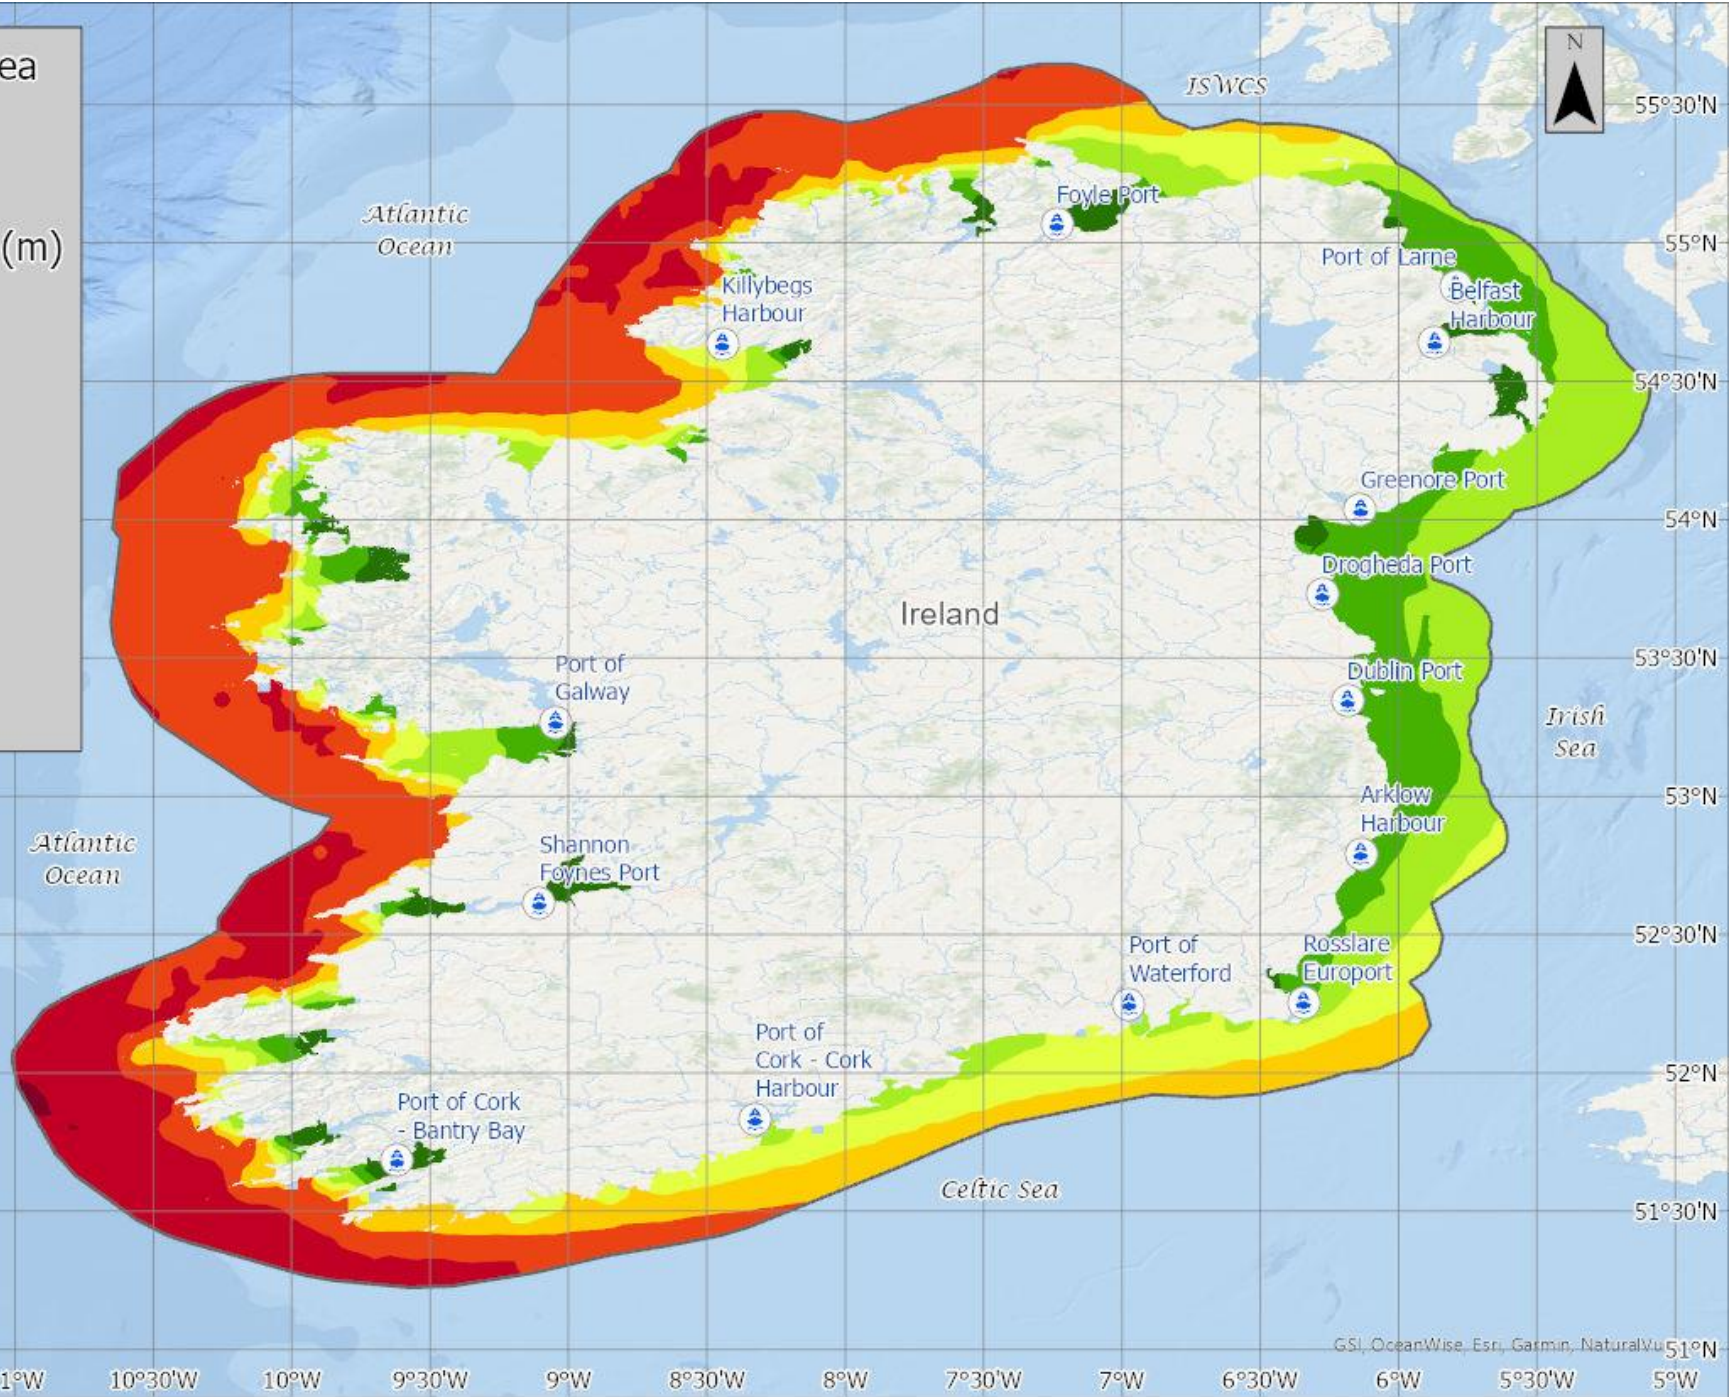 ea
(m)
N
ISWCS
55°30'N
Atlantic
Ocean
Foyle Port
55°N
Port of Larne
Killybegs
Harbour
Belfast
Harbour
54°30'N
Greenore Port
54°N
Drogheda Port
Ireland
Port of
Galway
53°30'N
Dublin Port
Irish
Sea
Arklow
Harbour
53°N
Atlantic
Ocean
Shannon
Foynes Port
Port of
Waterford
Rosslare
Europort
52°30'N
Port of
Cork - Cork
Harbour
52°N
Port of Cork
- Bantry Bay
Celtic Sea
51°30'N
GSI, OceanWise, Esri, Garmin, NaturalVu
51°N
1°W
10°30'W
10°W
9°30'W
9°W
8°30'W
8°W
7°30'W
7°W
6°30'W
6°W
5°30'W
5°W